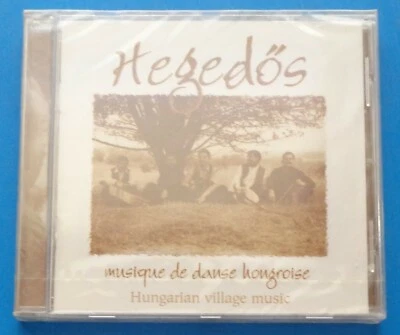 Hegedős
musique de danse hongroise
Hungarian village music